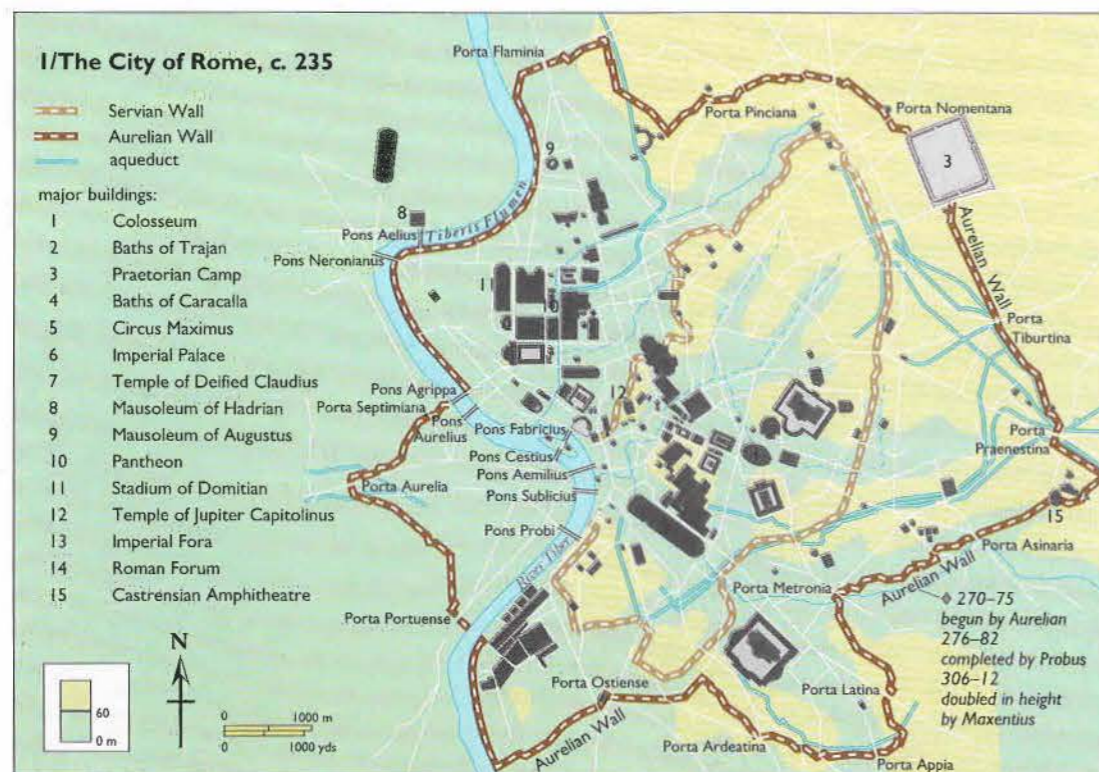 1/The City of Rome, c. 235
Servian Wall
Aurelian Wall
aqueduct
major buildings:
1 Colosseum
2 Baths of Trajan
3 Praetorian Camp
4 Baths of Caracalla
5 Circus Maximus
6 Imperial Palace
7 Temple of Deified Claudius
8 Mausoleum of Hadrian
9 Mausoleum of Augustus
10 Pantheon
11 Stadium of Domitian
12 Temple of Jupiter Capitolinus
13 Imperial Fora
14 Roman Forum
15 Castrensian Amphitheatre
N
60
0 m
0 1000 m
0 1000 yds
Porta Flaminia
Porta Pinciana
Porta Nomentana
3
9
8
Pons Aelius
Tiberis Flumen
Pons Neronianus
Aurelian Wall
11
10
Porta
Tiburtina
12
Pons Agrippa
Porta Septimiana
Pons
Aurelius
Pons Fabricius
Pons Cestius
Pons Aemilius
Pons Sublicius
Porta
Praenestina
Porta Aurelia
15
Pons Probi
River Tiber
Porta Asinaria
Porta Metronia
Aurelian Wall
270–75
begun by Aurelian
276–82
completed by Probus
306–12
doubled in height
by Maxentius
Porta Portuense
Porta Ostiense
Porta Latina
Aurelian Wall
Porta Ardeatina
Porta Appia